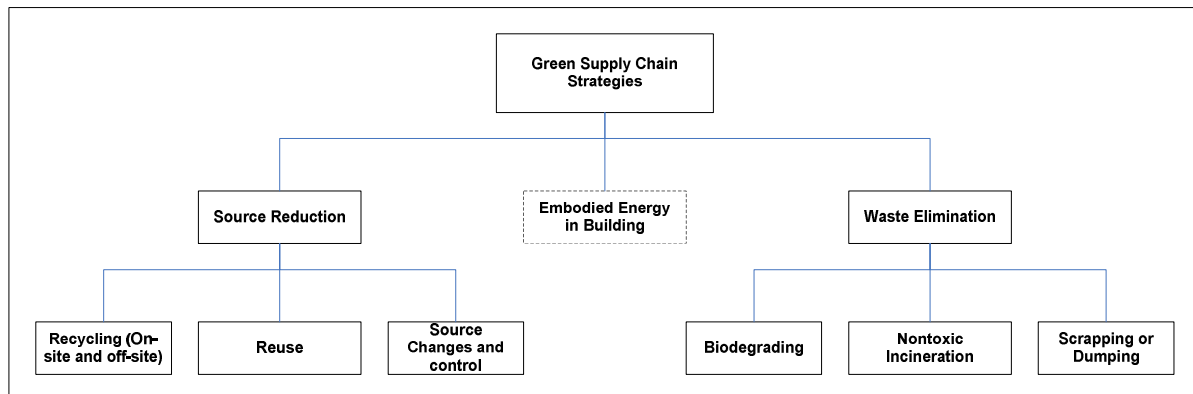 Green Supply Chain
Strategies
Source Reduction
Embodied Energy
in Building
Waste Elimination
Recycling (On-
site and off-site)
Reuse
Source
Changes and
control
Biodegrading
Nontoxic
Incineration
Scrapping or
Dumping